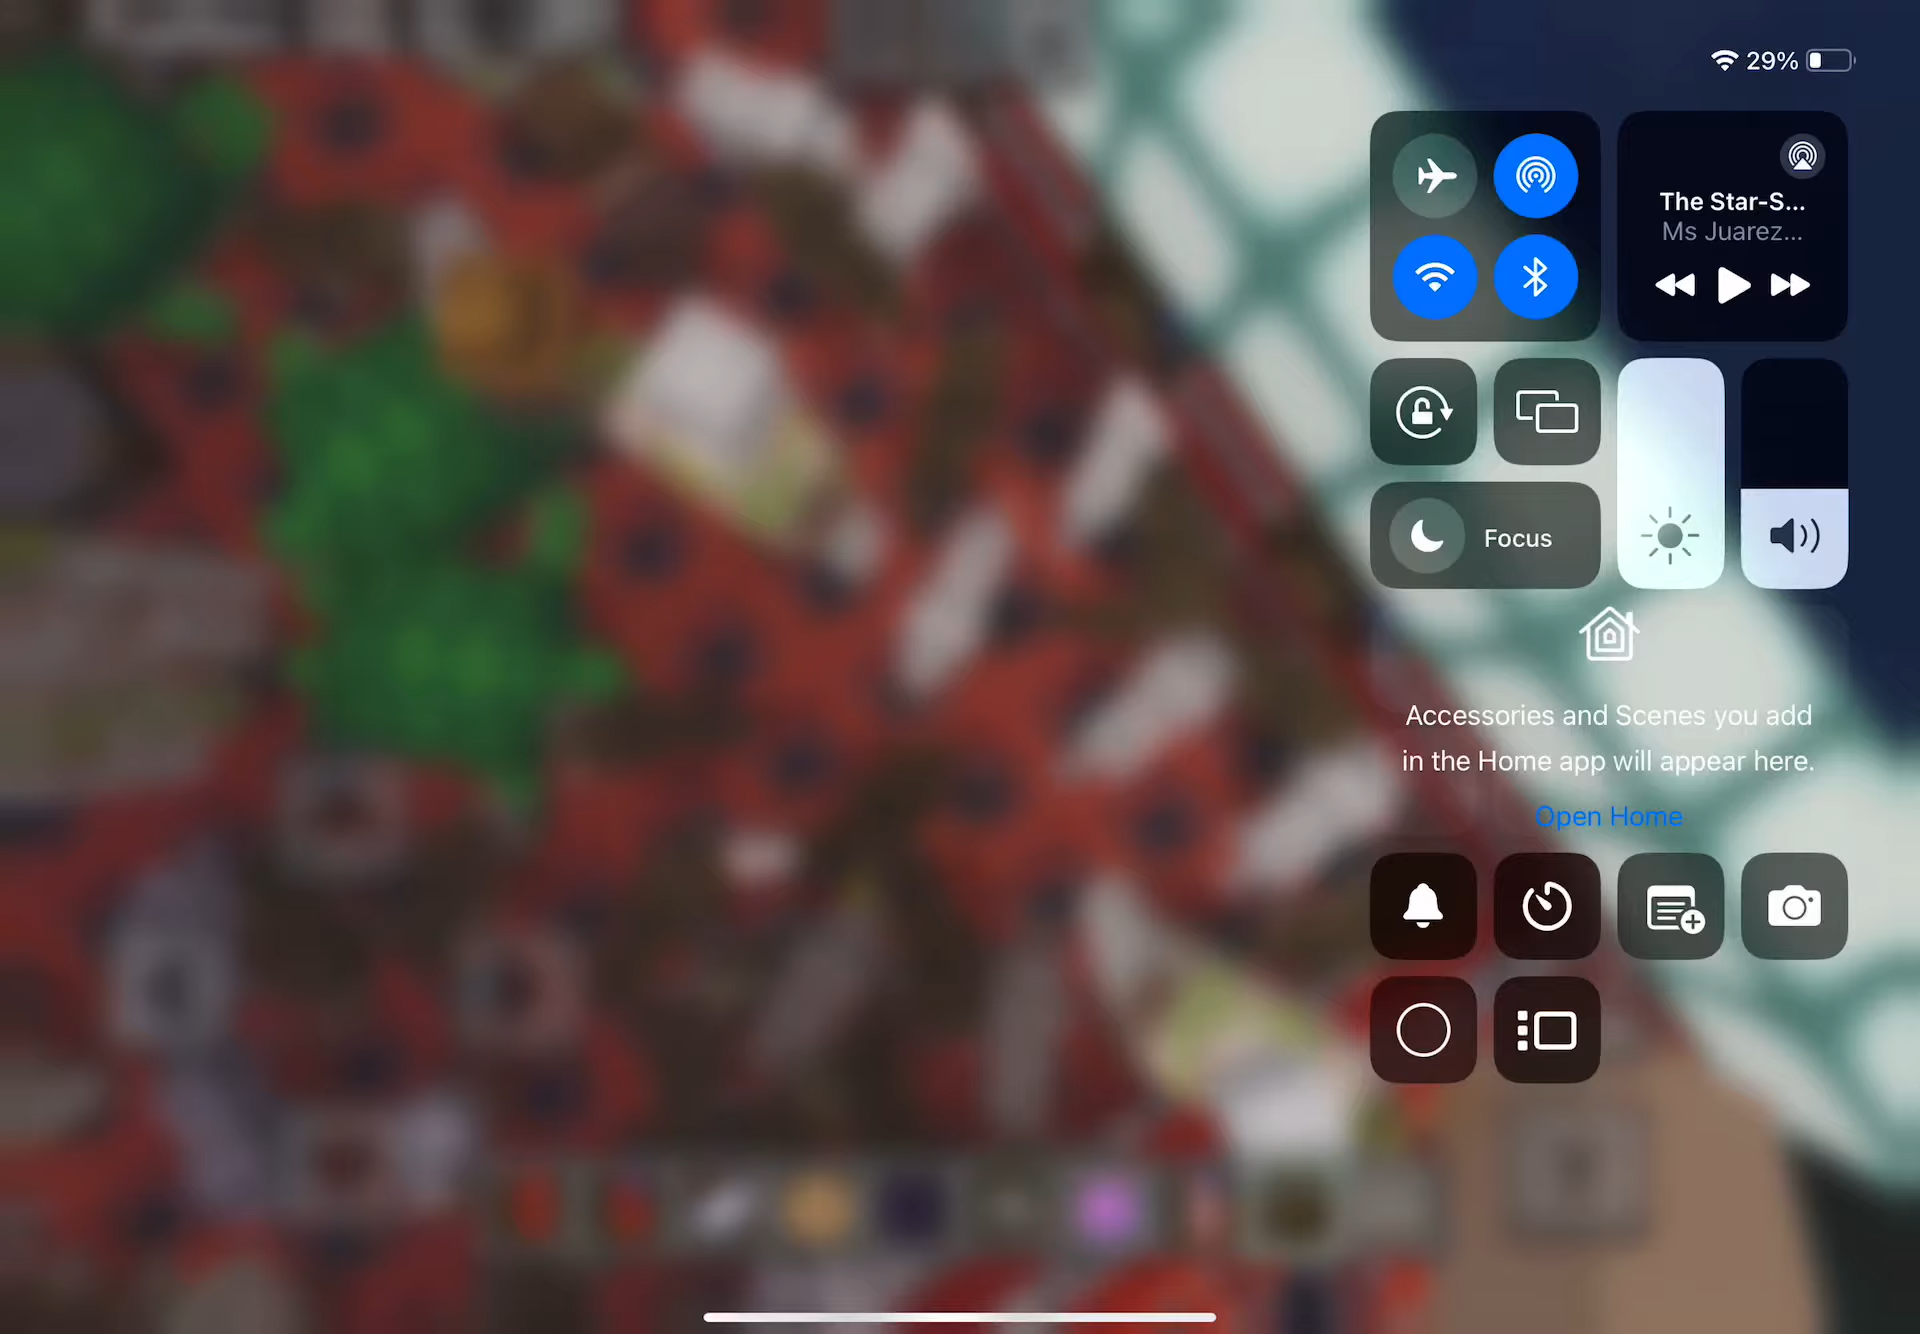 29%
The Star-S...
Ms Juarez...
Focus
Accessories and Scenes you add
in the Home app will appear here.
Open Home